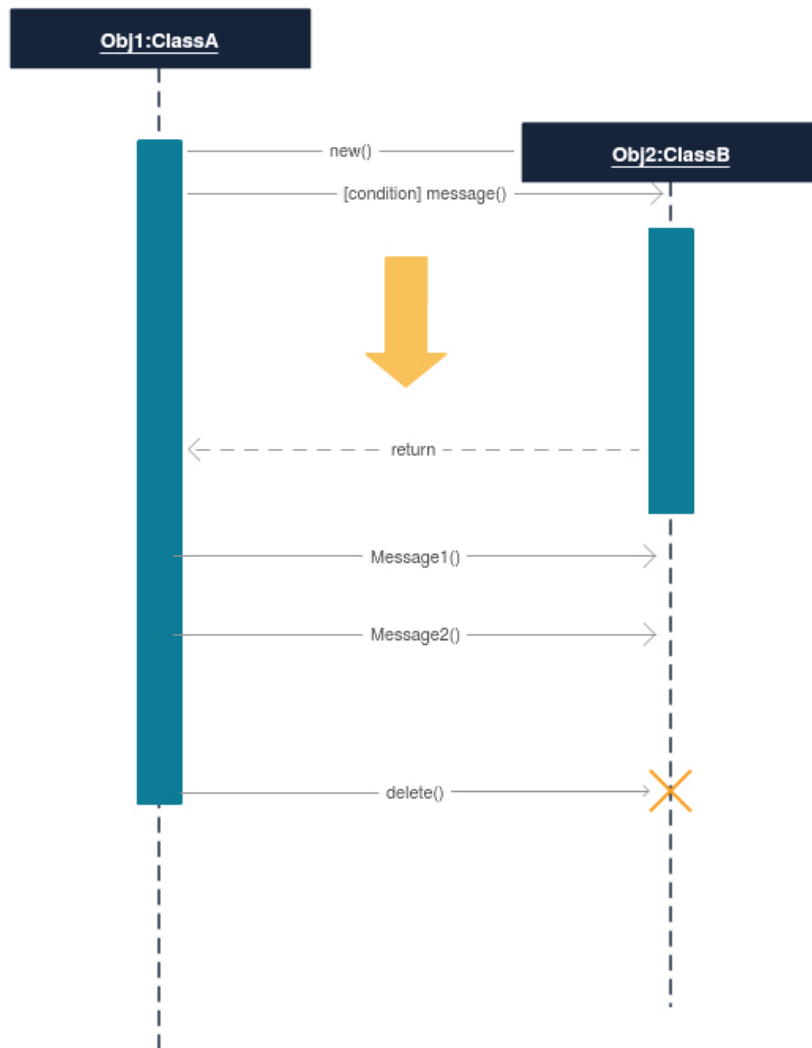 Obj1:ClassA
new()
Obj2:ClassB
[condition] message()
return
Message1()
Message2()
delete()